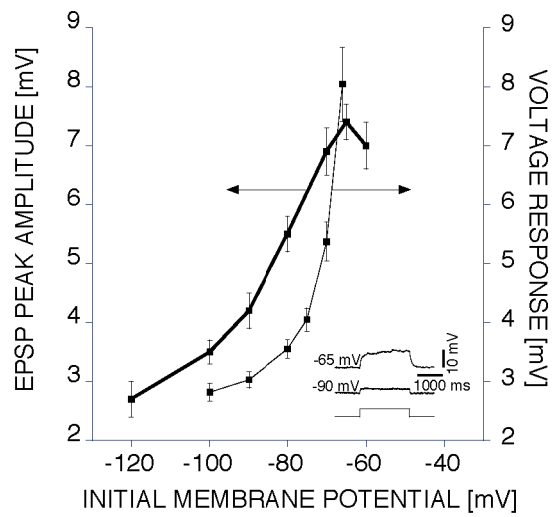 EPSP PEAK AMPLITUDE [mV]
9
8
7
6
5
4
3
2
VOLTAGE RESPONSE [mV]
9
8
7
6
5
4
3
2
-65 mV
-90 mV
10 mV
1000 ms
-120 -100 -80 -60 -40
INITIAL MEMBRANE POTENTIAL [mV]